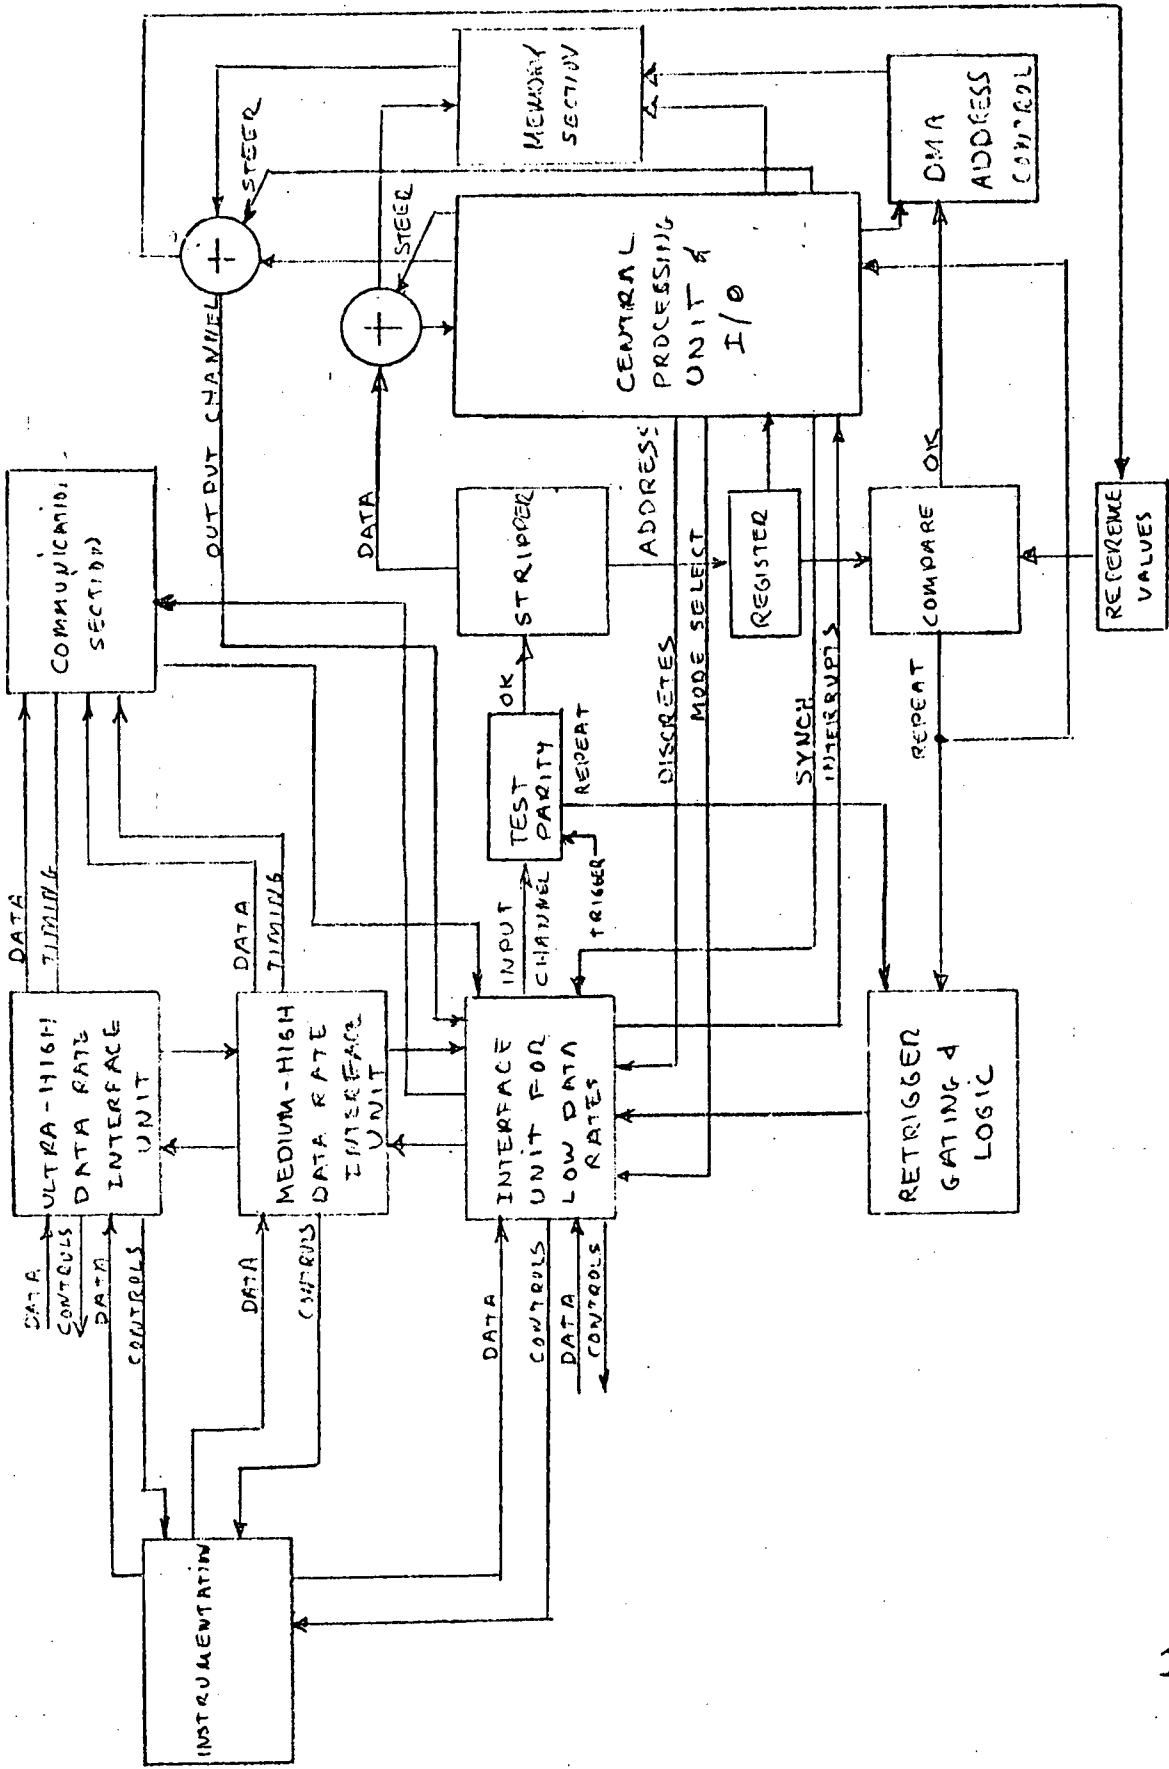 INSTRUMENTATION
DATA
CONTROLS
DATA
CONTROLS
ULTRA-HIGH
DATA RATE
INTERFACE
UNIT
DATA
TIMING
DATA
CONTROLS
MEDIUM-HIGH
DATA RATE
INTERFACE
UNIT
DATA
TIMING
DATA
CONTROLS
DATA
CONTROLS
INTERFACE
UNIT FOR
LOW DATA
RATES
INPUT
CHANNEL
TRIGGER
TEST
PARITY
OK
REPEAT
STRIPPER
DATA
ADDRESS
COMMUNICATIONS
SECTION
OUTPUT CHANNEL
STEER
STEER
MEMORY
SECTION
CENTRAL
PROCESSING
UNIT &
I/O
DISCRETES
MODE SELECT
SYNCH
INTERRUPTS
REGISTER
RETRIGGER
GATING &
LOGIC
REPEAT
COMPARE
OK
DMA
ADDRESS
CONTROL
REFERENCE
VALUES